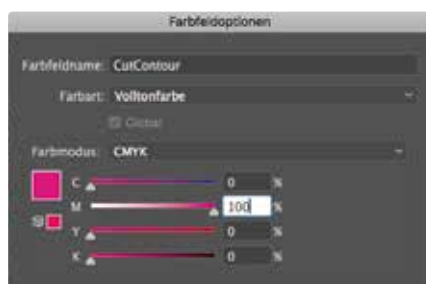 Farbfeldoptionen
Farbfeldname: CutContour
Farbart: Volltonfarbe
Global
Farbmodus: CMYK
C 0 %
M 100 %
Y 0 %
K 0 %